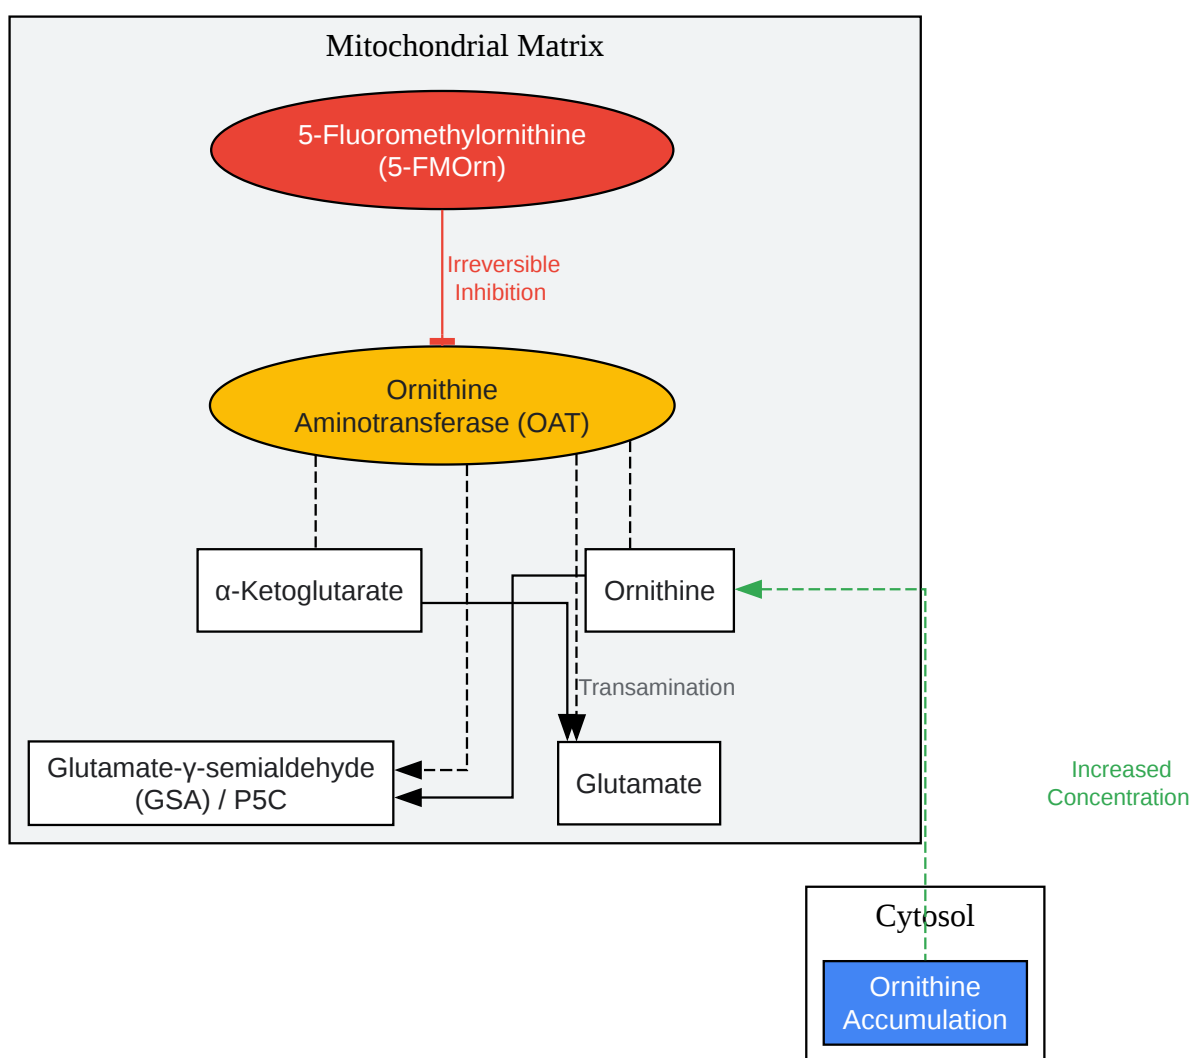 Mitochondrial Matrix
5-Fluoromethylornithine
(5-FMOrn)
Irreversible
Inhibition
Ornithine
Aminotransferase (OAT)
α-Ketoglutarate
Ornithine
Transamination
Glutamate-γ-semialdehyde
(GSA) / P5C
Glutamate
Increased
Concentration
Cytosol
Ornithine
Accumulation